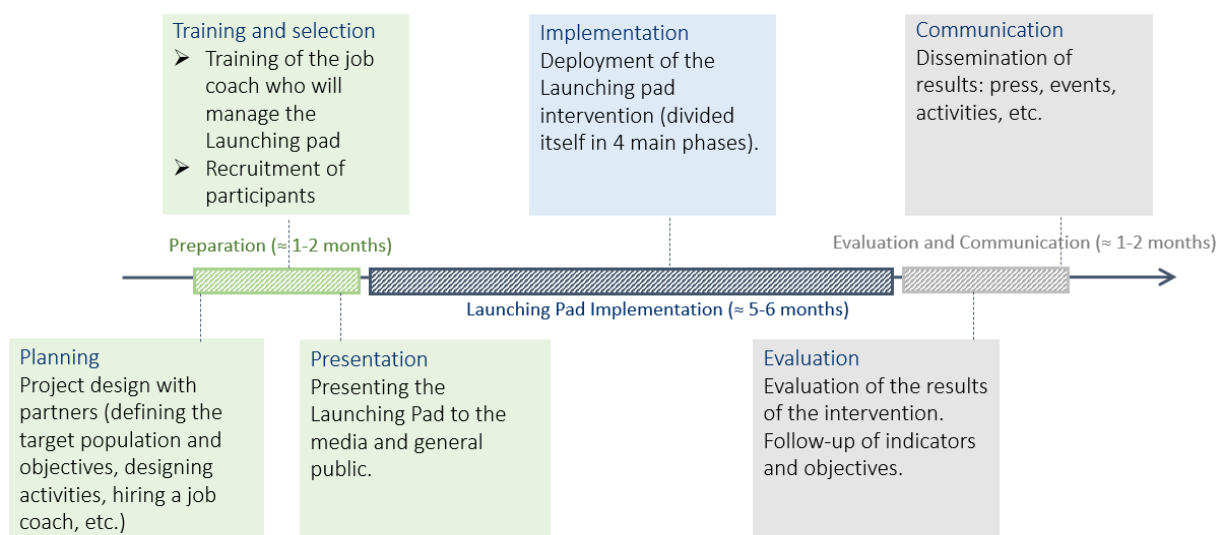 Training and selection
➢ Training of the job
coach who will
manage the
Launching pad
➢ Recruitment of
participants
Implementation
Deployment of the
Launching pad
intervention (divided
itself in 4 main phases).
Communication
Dissemination of
results: press, events,
activities, etc.
Preparation (≈ 1-2 months)
Evaluation and Communication (≈ 1-2 months)
Launching Pad Implementation (≈ 5-6 months)
Planning
Project design with
partners (defining the
target population and
objectives, designing
activities, hiring a job
coach, etc.)
Presentation
Presenting the
Launching Pad to the
media and general
public.
Evaluation
Evaluation of the results
of the intervention.
Follow-up of indicators
and objectives.